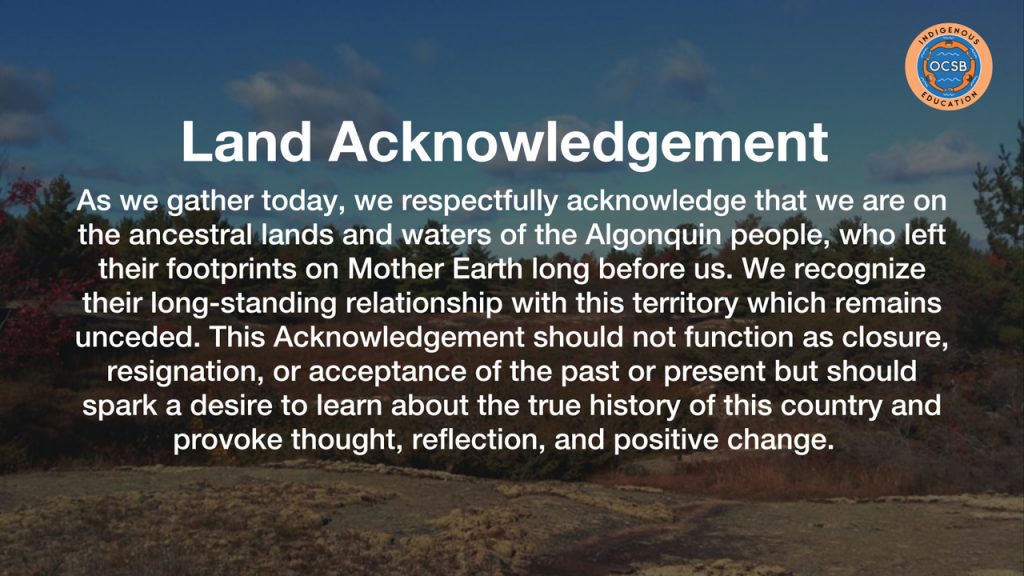 INDIGENOUS
OCSB
EDUCATION
Land Acknowledgement
As we gather today, we respectfully acknowledge that we are on
the ancestral lands and waters of the Algonquin people, who left
their footprints on Mother Earth long before us. We recognize
their long-standing relationship with this territory which remains
unceded. This Acknowledgement should not function as closure,
resignation, or acceptance of the past or present but should
spark a desire to learn about the true history of this country and
provoke thought, reflection, and positive change.